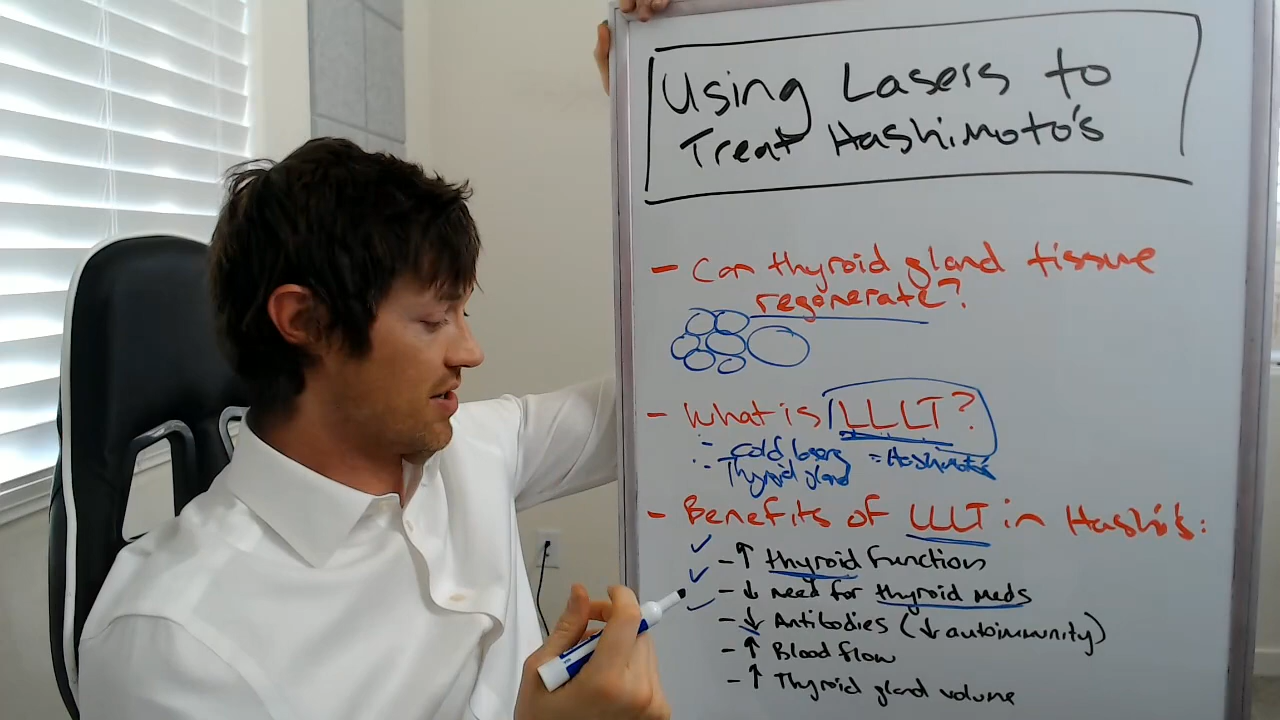 Using Lasers to
Treat Hashimoto's
- Can thyroid gland tissue
regenerate?
- What is LLLT?
- Cold lasers = Hashimoto's
- Thyroid gland
- Benefits of LLLT in Hashi's:
- ↑ thyroid function
- ↓ need for thyroid meds
- ↓ Antibodies (↓ autoimmunity)
- ↑ Blood flow
- ↑ Thyroid gland volume